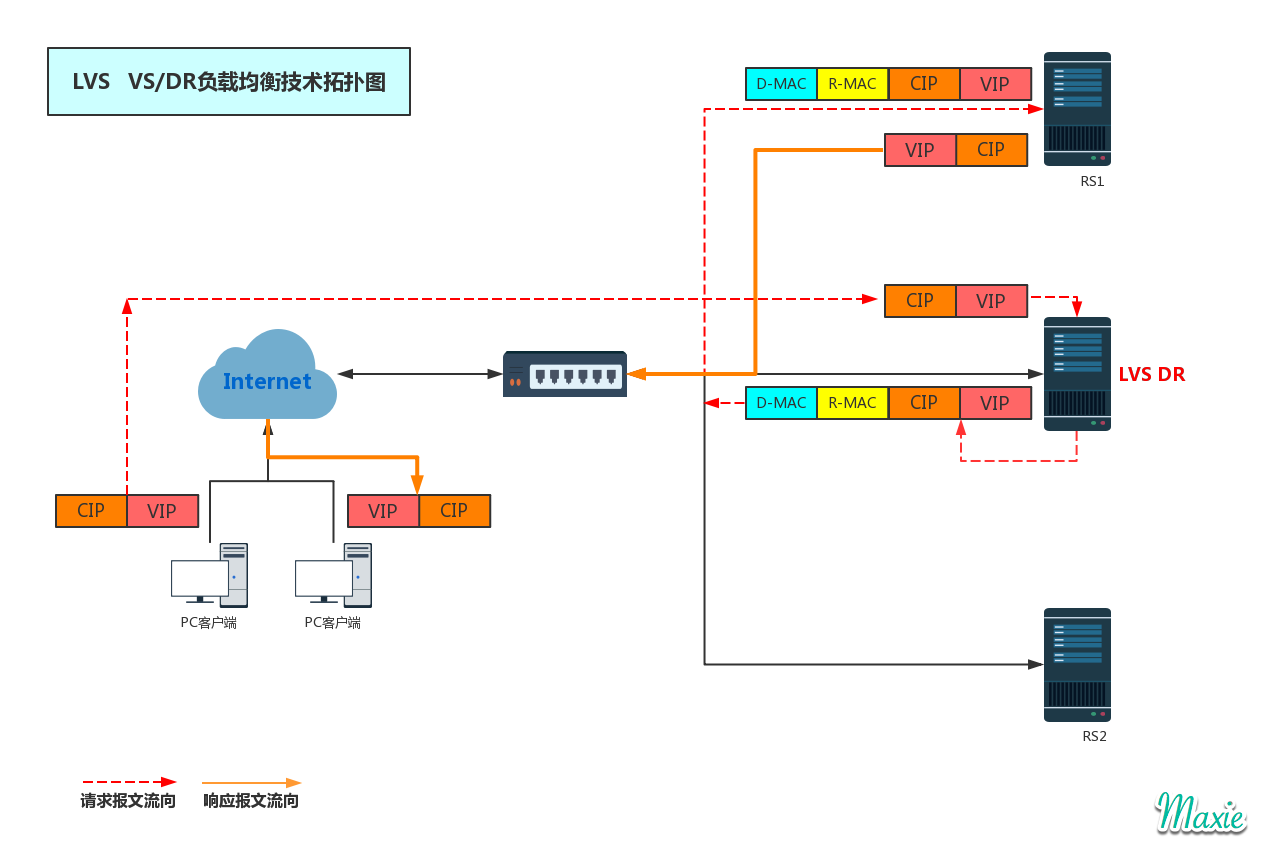 LVS VS/DR负载均衡技术拓扑图
D-MAC R-MAC CIP VIP
VIP CIP
RS1
CIP VIP
Internet
LVS DR
D-MAC R-MAC CIP VIP
CIP VIP
VIP CIP
PC客户端
PC客户端
RS2
请求报文流向
响应报文流向
Maxie